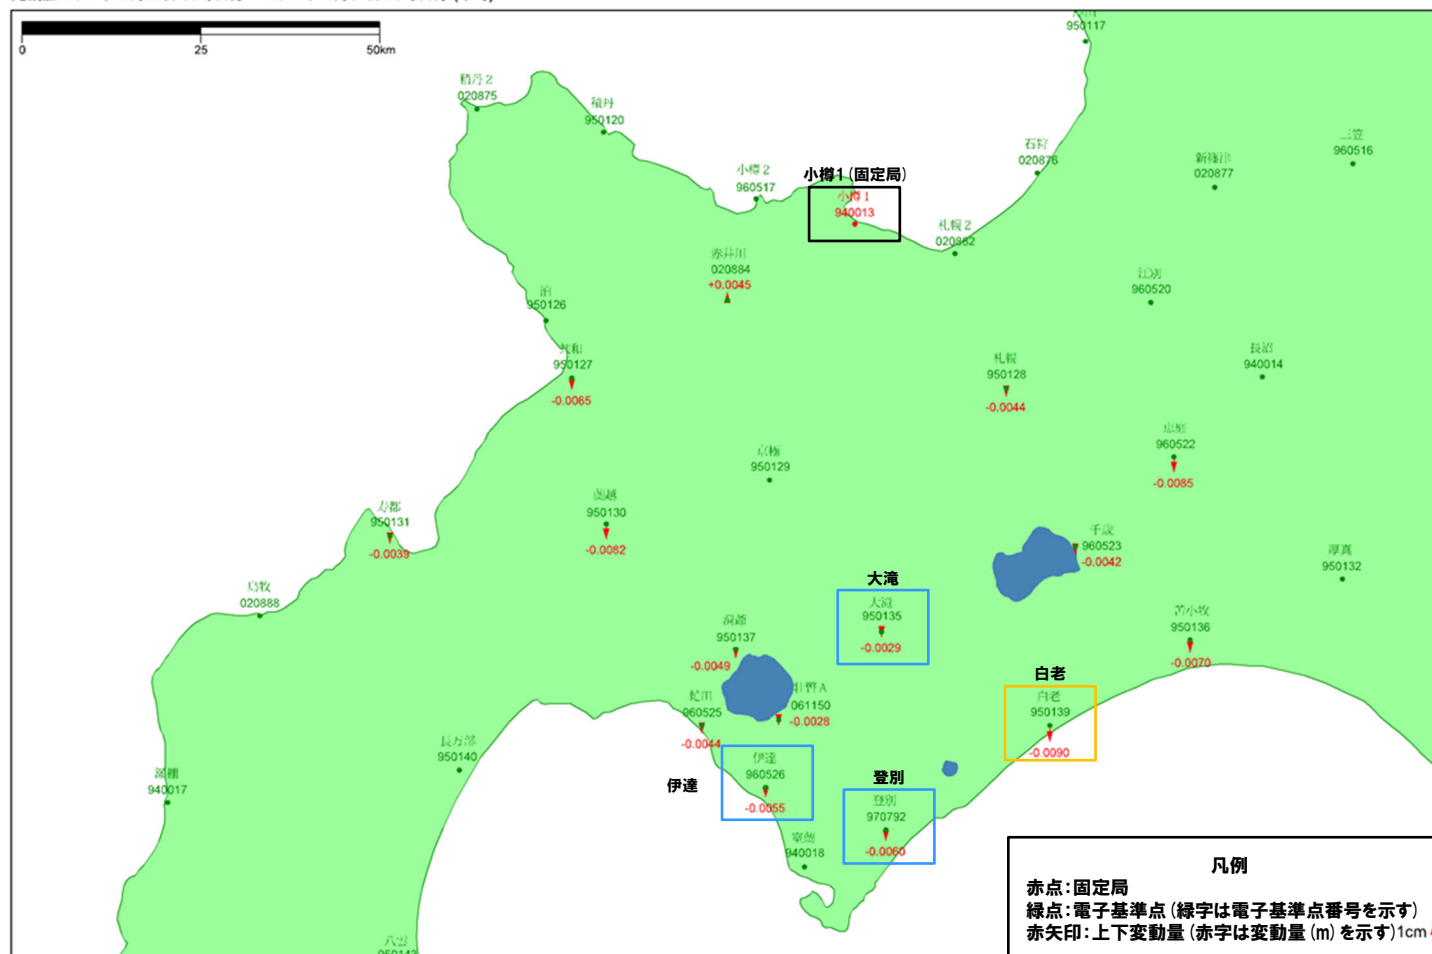 0
25
50km
950117
積丹2
020875
積丹
950120
小樽2
960517
小樽1(固定局)
小樽1
940013
石狩
020876
新篠津
020877
三笠
960516
札幌2
020882
赤井川
020884
+0.0045
江別
960520
泊
950126
共和
950127
-0.0065
札幌
950128
-0.0044
長沼
940014
恵庭
960522
-0.0085
京極
950129
蘭越
950130
-0.0082
寿都
950131
-0.0039
千歳
960523
-0.0042
厚真
950132
島牧
020888
大滝
大滝
950135
-0.0029
苫小牧
950136
-0.0070
洞爺
950137
-0.0049
壮瞥A
061150
-0.0028
虻田
960525
-0.0044
白老
白老
950139
-0.0090
長万部
950140
伊達
伊達
960526
-0.0055
登別
登別
970792
-0.0060
瀬棚
940017
室蘭
940018
八雲
凡例
赤点:固定局
緑点:電子基準点(緑字は電子基準点番号を示す)
赤矢印:上下変動量(赤字は変動量(m)を示す)1cm